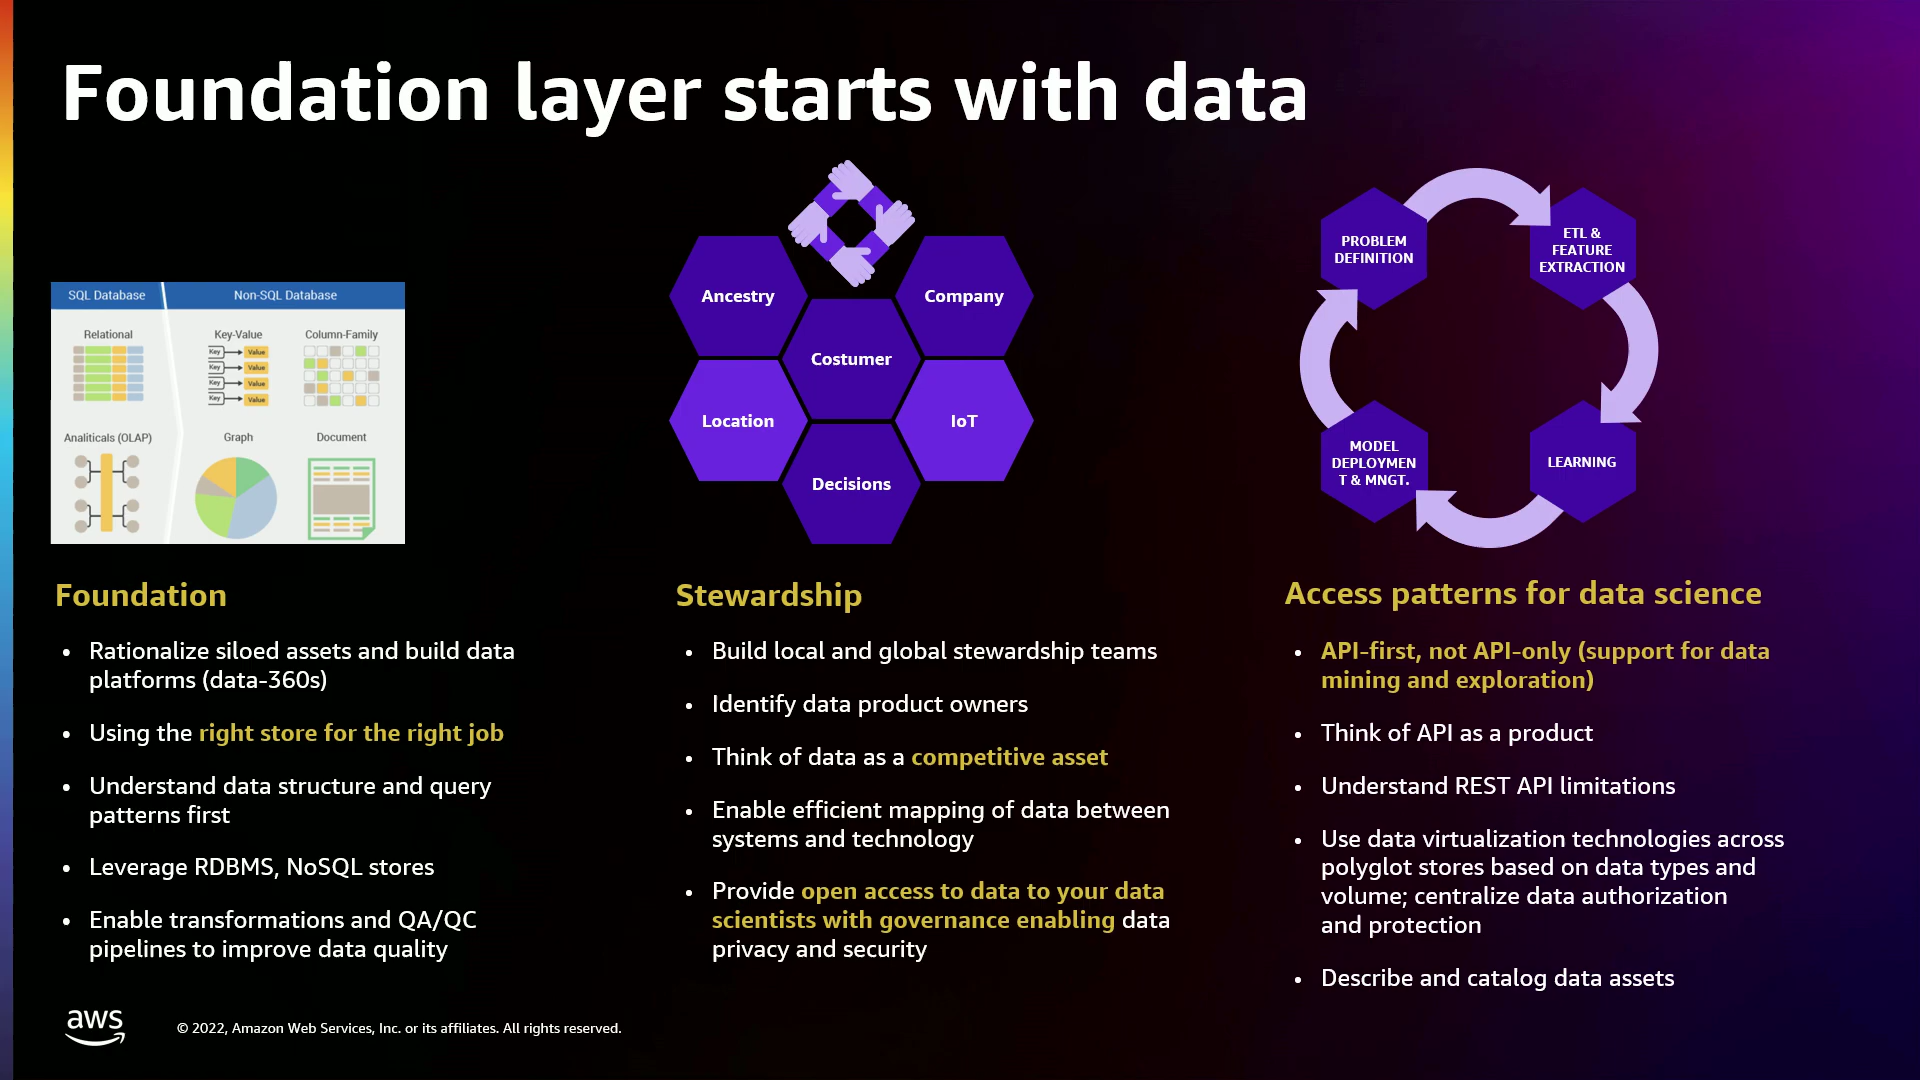 Foundation layer starts with data
SQL Database
Non-SQL Database
Relational
Key-Value
Column-Family
Key
Value
Key
Value
Key
Value
Key
Value
Analiticals (OLAP)
Graph
Document
Ancestry
Company
Costumer
Location
IoT
Decisions
PROBLEM
DEFINITION
ETL &
FEATURE
EXTRACTION
MODEL
DEPLOYMEN
T & MNGT.
LEARNING
Foundation
• Rationalize siloed assets and build data
platforms (data-360s)
• Using the right store for the right job
• Understand data structure and query
patterns first
• Leverage RDBMS, NoSQL stores
• Enable transformations and QA/QC
pipelines to improve data quality
Stewardship
• Build local and global stewardship teams
• Identify data product owners
• Think of data as a competitive asset
• Enable efficient mapping of data between
systems and technology
• Provide open access to data to your data
scientists with governance enabling data
privacy and security
Access patterns for data science
• API-first, not API-only (support for data
mining and exploration)
• Think of API as a product
• Understand REST API limitations
• Use data virtualization technologies across
polyglot stores based on data types and
volume; centralize data authorization
and protection
• Describe and catalog data assets
aws
© 2022, Amazon Web Services, Inc. or its affiliates. All rights reserved.